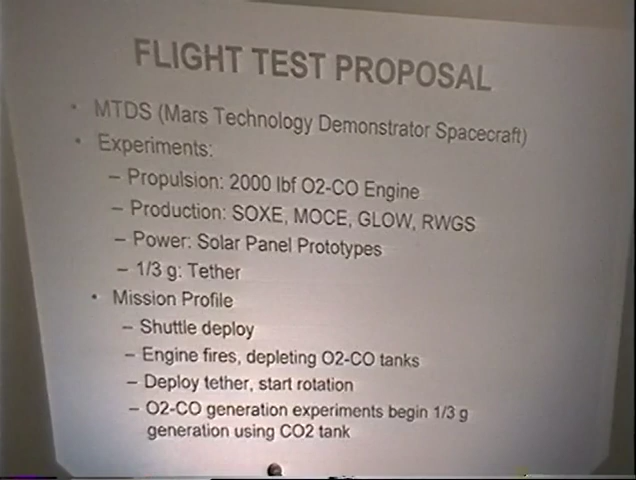 FLIGHT TEST PROPOSAL
• MTDS (Mars Technology Demonstrator Spacecraft)
• Experiments:
– Propulsion: 2000 lbf O2-CO Engine
– Production: SOXE, MOCE, GLOW, RWGS
– Power: Solar Panel Prototypes
– 1/3 g: Tether
• Mission Profile
– Shuttle deploy
– Engine fires, depleting O2-CO tanks
– Deploy tether, start rotation
– O2-CO generation experiments begin 1/3 g
generation using CO2 tank